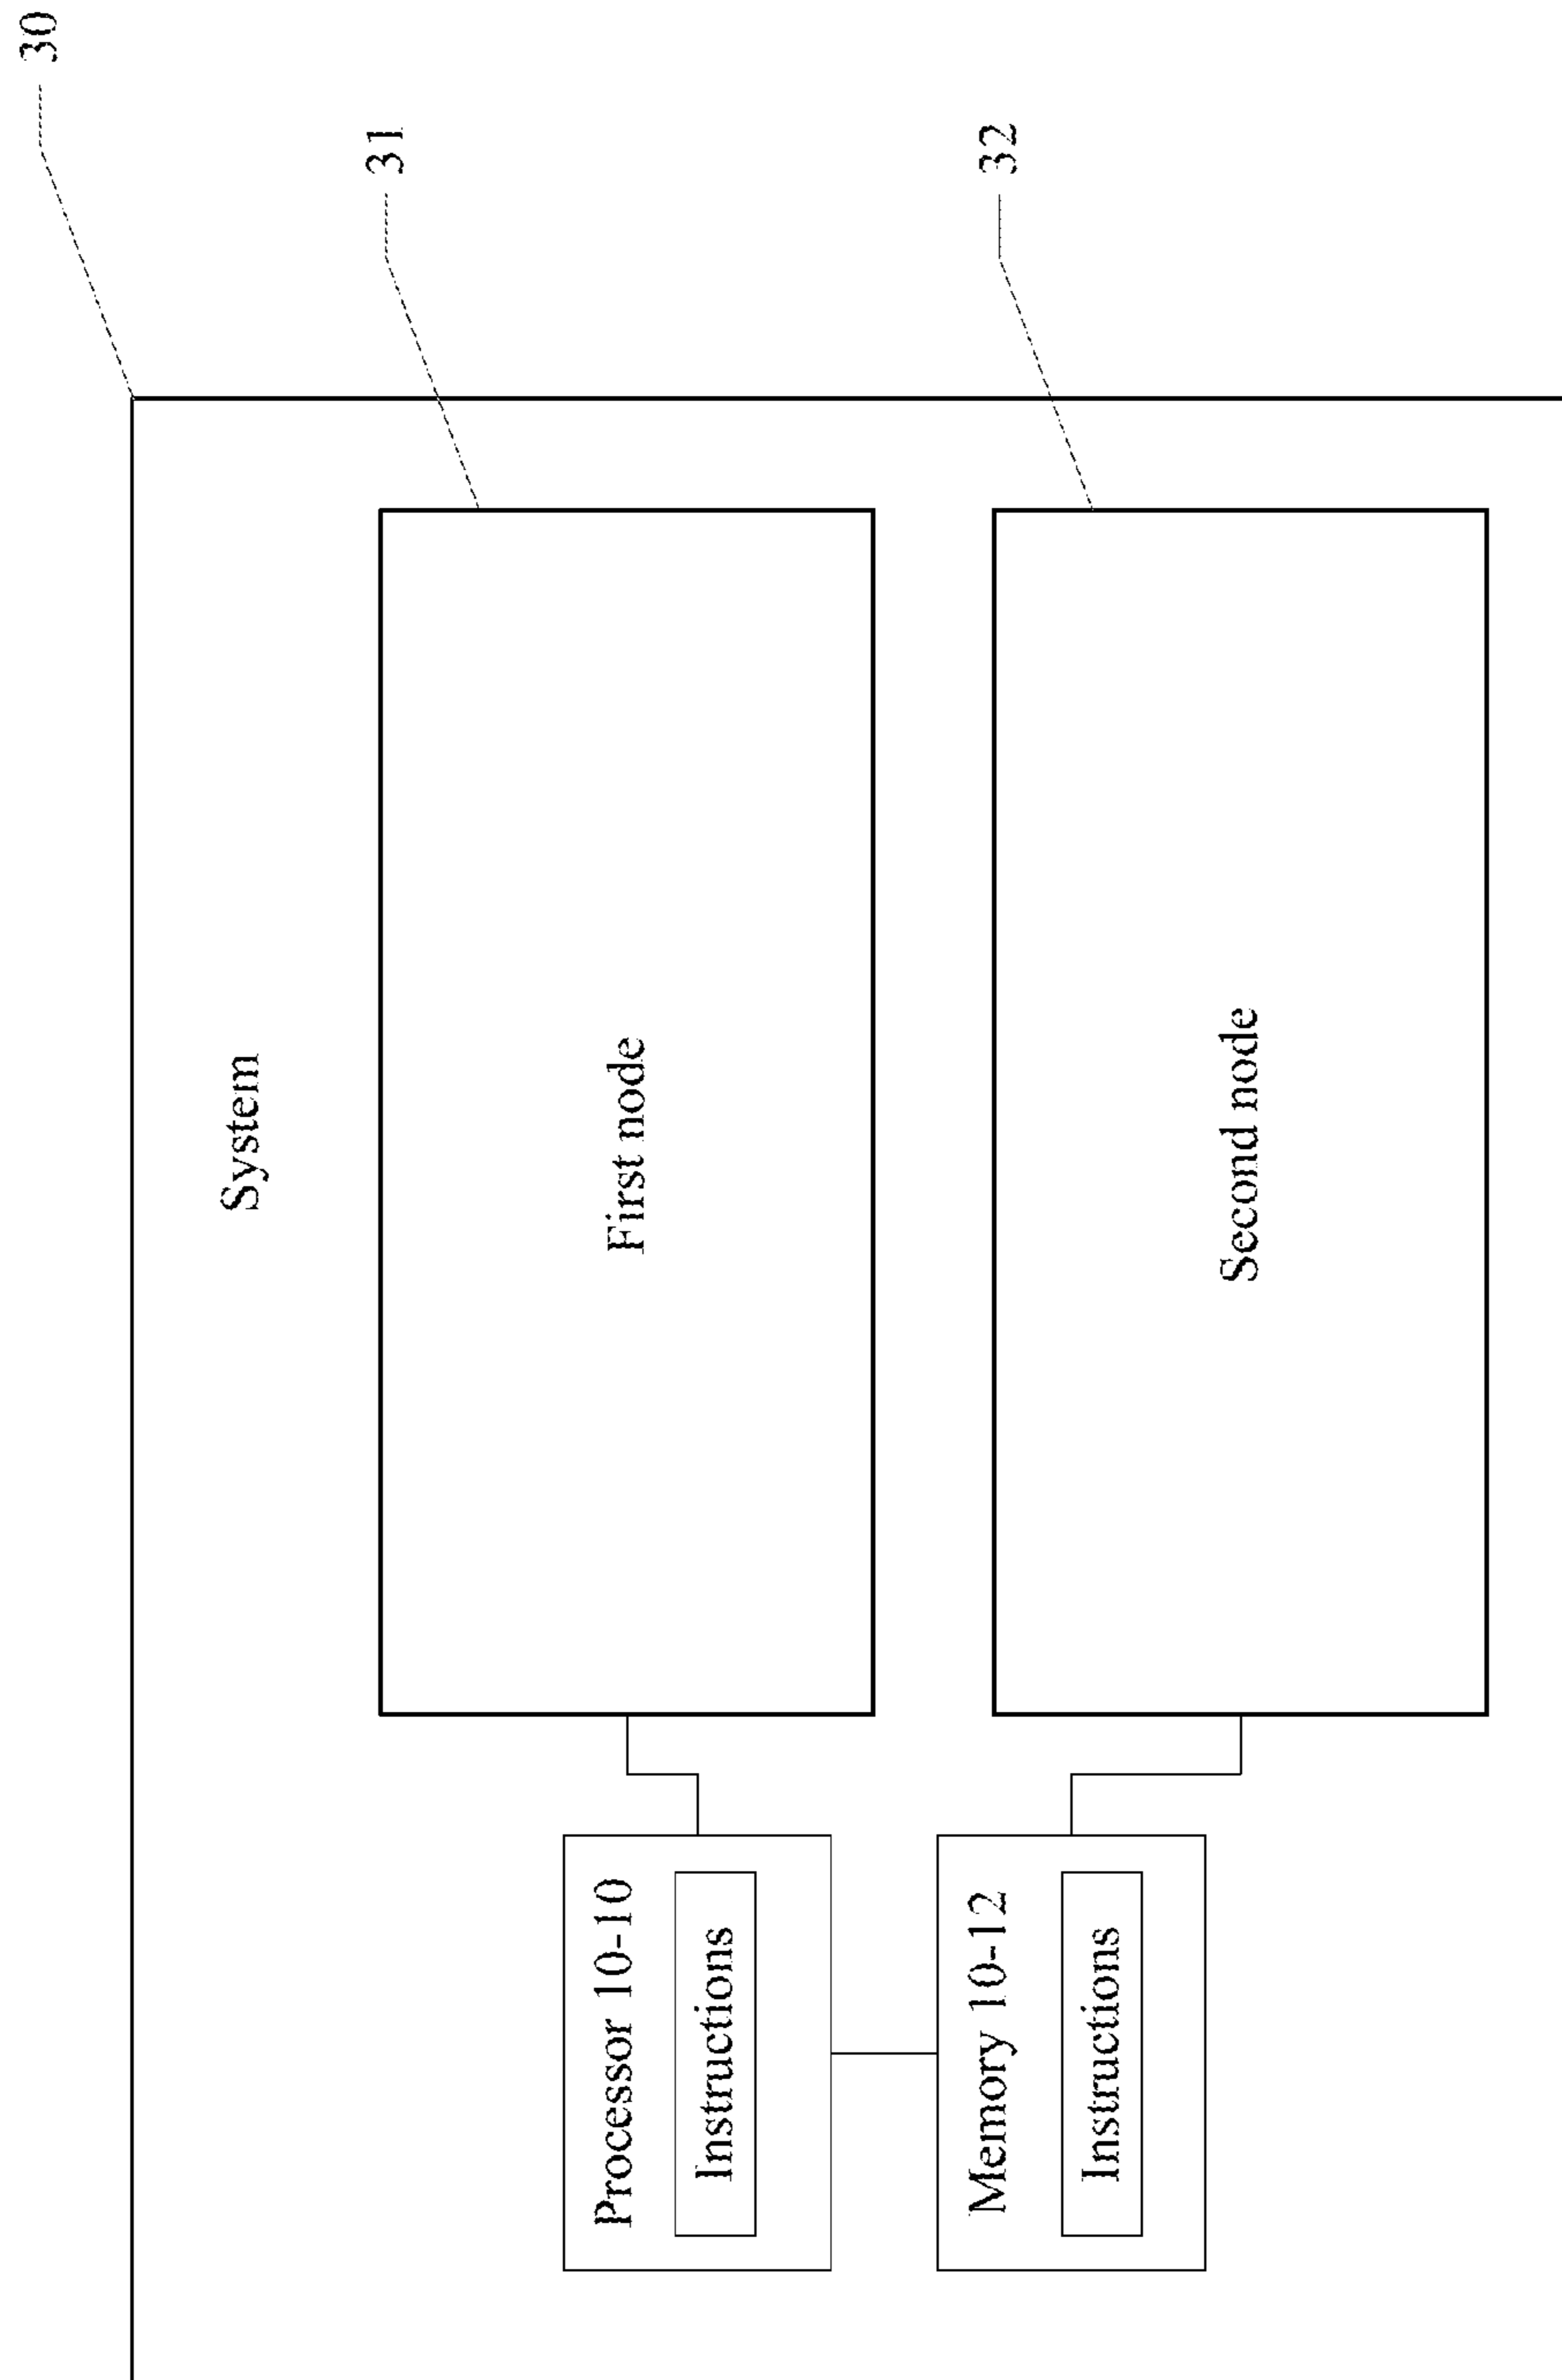 30
System
31
First node
Processor 10-10
Instructions
Memory 10-12
Instructions
32
Second node